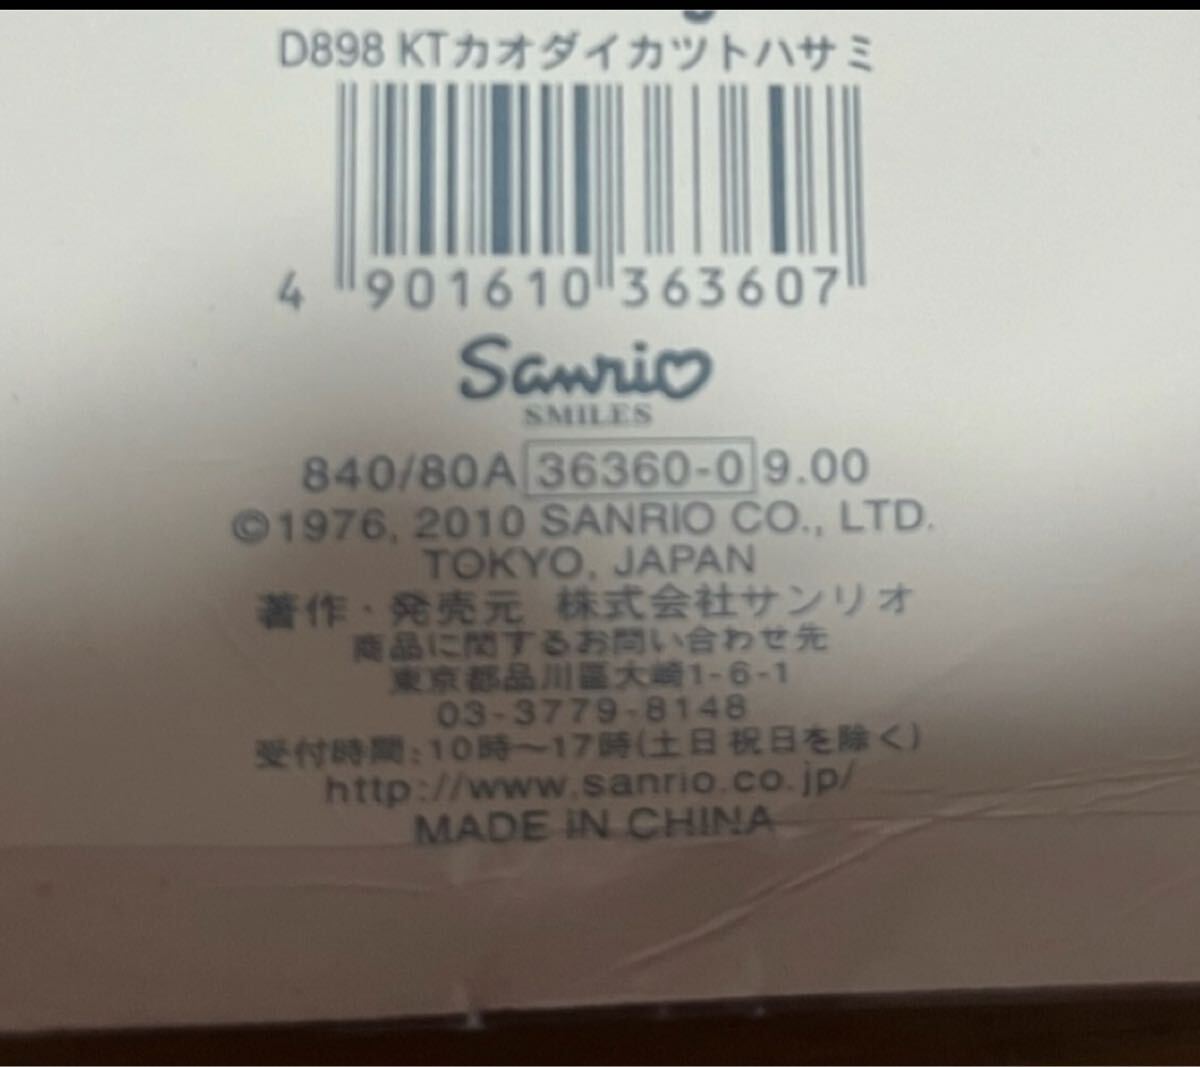 D898 KTカオダイカツトハサミ
4 901610 363607
Sanrio
SMILES
840/80A 36360-0 9.00
©1976, 2010 SANRIO CO., LTD.
TOKYO, JAPAN
著作・発売元 株式会社サンリオ
商品に関するお問い合わせ先
東京都品川區大崎1-6-1
03-3779-8148
受付時間:10時〜17時(土日祝日を除く)
http://www.sanrio.co.jp/
MADE IN CHINA